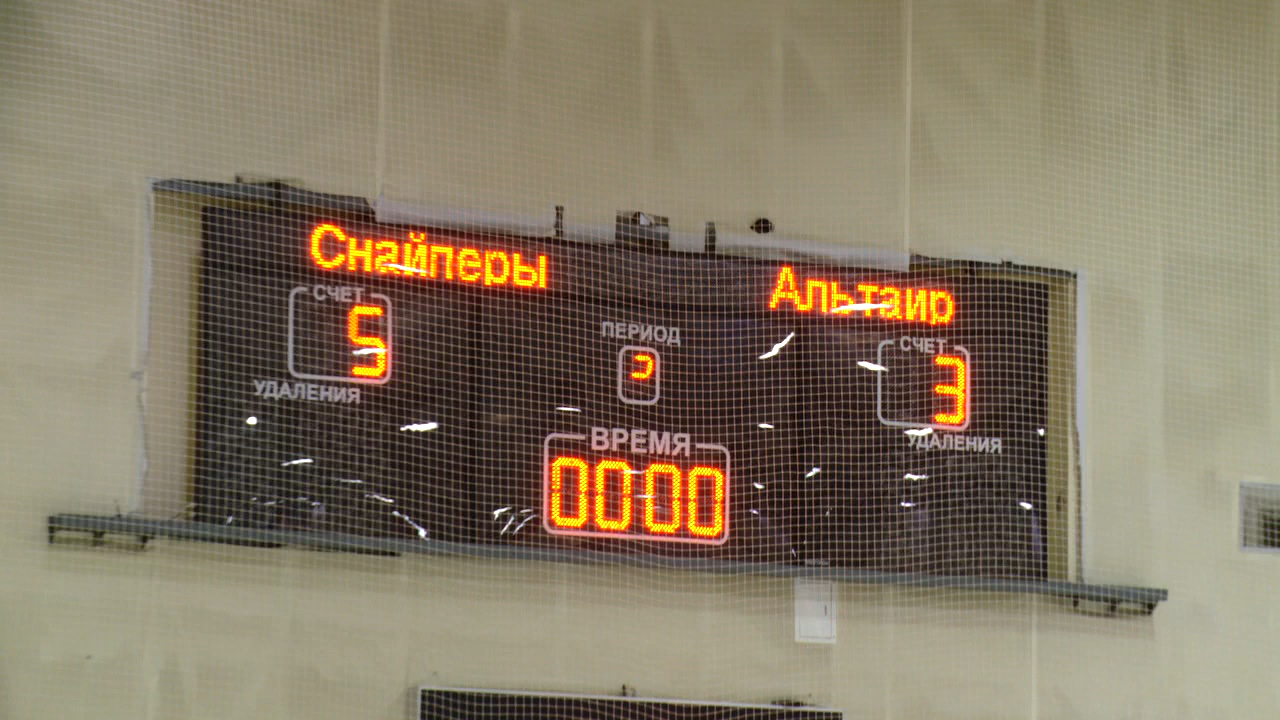 Снайперы
Альтаир
СЧЕТ
5
ПЕРИОД
СЧЕТ
3
УДАЛЕНИЯ
УДАЛЕНИЯ
ВРЕМЯ
0000